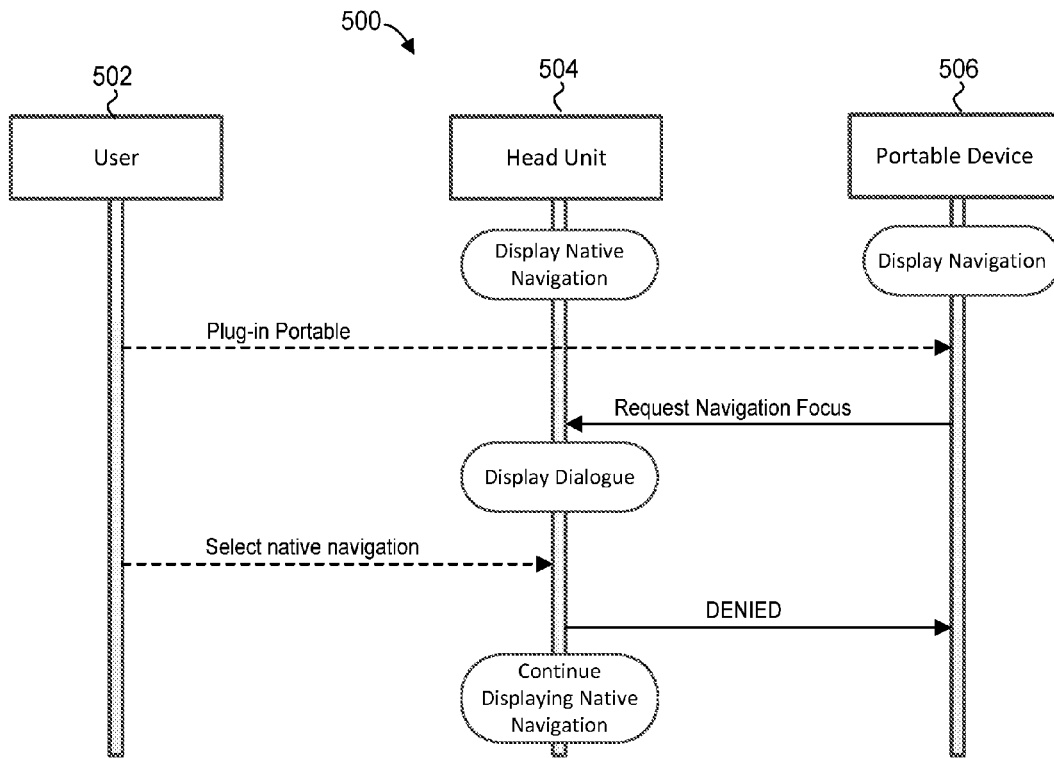 500
502
504
506
User
Head Unit
Portable Device
Display Native
Navigation
Display Navigation
Plug-in Portable
Request Navigation Focus
Display Dialogue
Select native navigation
DENIED
Continue
Displaying Native
Navigation